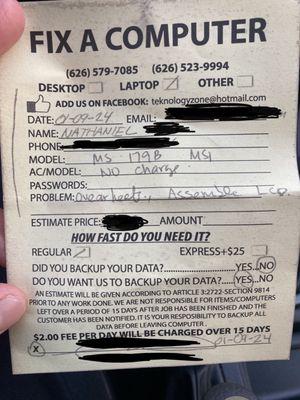 FIX A COMPUTER
(626) 579-7085 (626) 523-9994
DESKTOP LAPTOP OTHER
ADD US ON FACEBOOK: teknologyzone@hotmail.com
DATE: 01-09-24 EMAIL:
NAME: NATHANIEL
PHONE
MODEL: MS 179B MSI
AC/MODEL: NO charge
PASSWORDS:
PROBLEM: overheats, Assemble
ESTIMATE PRICE: AMOUNT
HOW FAST DO YOU NEED IT?
REGULAR EXPRESS+$25
DID YOU BACKUP YOUR DATA? YES NO
DO YOU WANT US TO BACKUP YOUR DATA? YES NO
AN ESTIMATE WILL BE GIVEN ACCORDING TO ARTICLE 3:2722-SECTION 9814
PRIOR TO ANY WORK DONE. WE ARE NOT RESPONSIBLE FOR ITEMS/COMPUTERS
LEFT OVER A PERIOD OF 15 DAYS AFTER JOB HAS BEEN FINISHED AND THE
CUSTOMER HAS BEEN NOTIFIED. IT IS YOUR RESPOSBILITY TO BACKUP ALL
DATA BEFORE LEAVING COMPUTER.
$2.00 FEE PER DAY WILL BE CHARGED OVER 15 DAYS
X 01-09-24